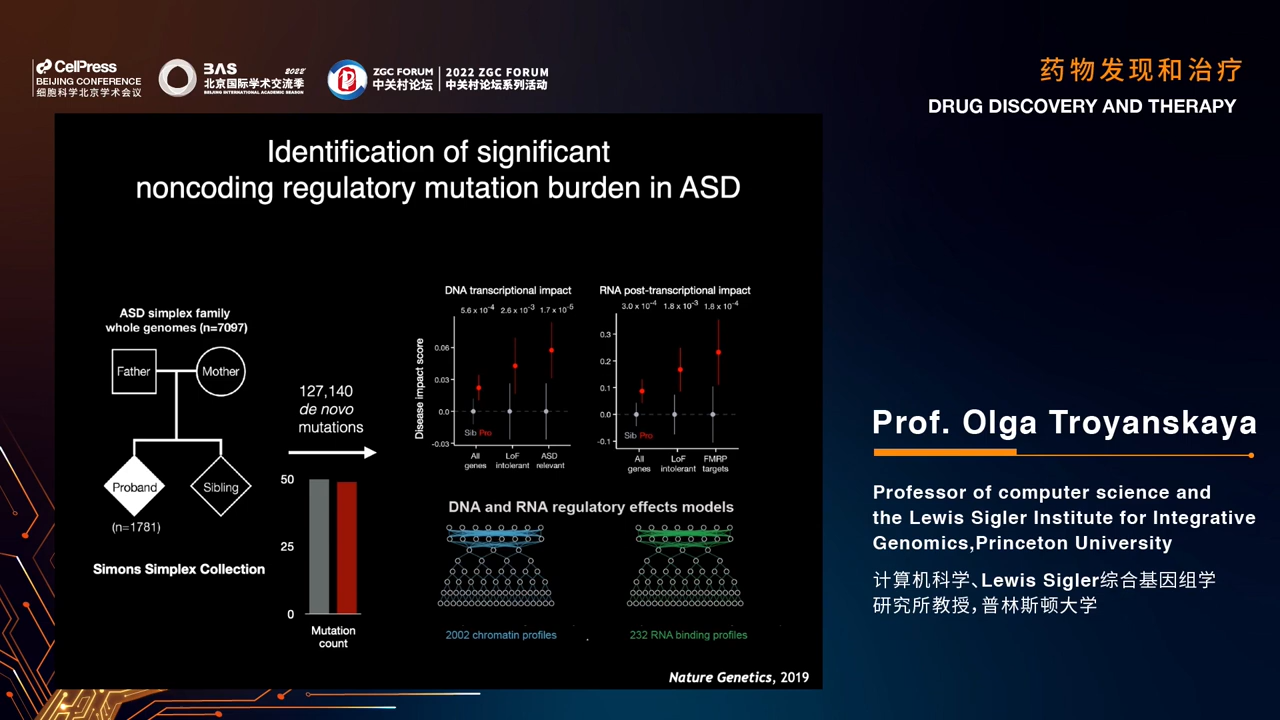 CellPress
BEIJING CONFERENCE
细胞科学北京学术会议
BAS 2022
北京国际学术交流季
BEIJING INTERNATIONAL ACADEMIC SEASON
ZGC FORUM
中关村论坛
2022 ZGC FORUM
中关村论坛系列活动
药物发现和治疗
DRUG DISCOVERY AND THERAPY
Identification of significant
noncoding regulatory mutation burden in ASD
ASD simplex family
whole genomes (n=7097)
Father
Mother
Proband
Sibling
(n=1781)
Simons Simplex Collection
127,140
de novo
mutations
50
25
0
Mutation
count
DNA transcriptional impact
5.6 x 10⁻⁴ 2.6 x 10⁻³ 1.7 x 10⁻⁵
Disease impact score
0.06
0.03
0.0
-0.03
Sib Pro
All genes
LoF intolerant
ASD relevant
RNA post-transcriptional impact
3.0 x 10⁻⁴ 1.8 x 10⁻³ 1.8 x 10⁻⁴
0.3
0.2
0.1
0.0
-0.1
Sib Pro
All genes
LoF intolerant
FMRP targets
DNA and RNA regulatory effects models
2002 chromatin profiles
232 RNA binding profiles
Nature Genetics, 2019
Prof. Olga Troyanskaya
Professor of computer science and
the Lewis Sigler Institute for Integrative
Genomics,Princeton University
计算机科学、Lewis Sigler综合基因组学
研究所教授，普林斯顿大学